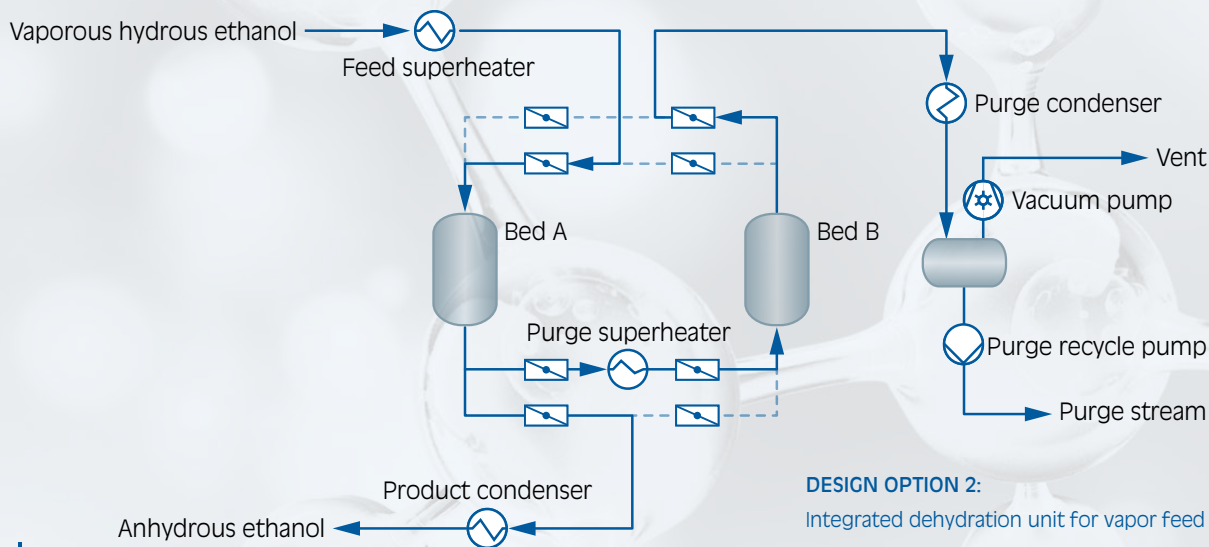 Vaporous hydrous ethanol
Feed superheater
Purge condenser
Vent
Vacuum pump
Bed A
Bed B
Purge superheater
Purge recycle pump
Purge stream
Product condenser
Anhydrous ethanol
DESIGN OPTION 2:
Integrated dehydration unit for vapor feed